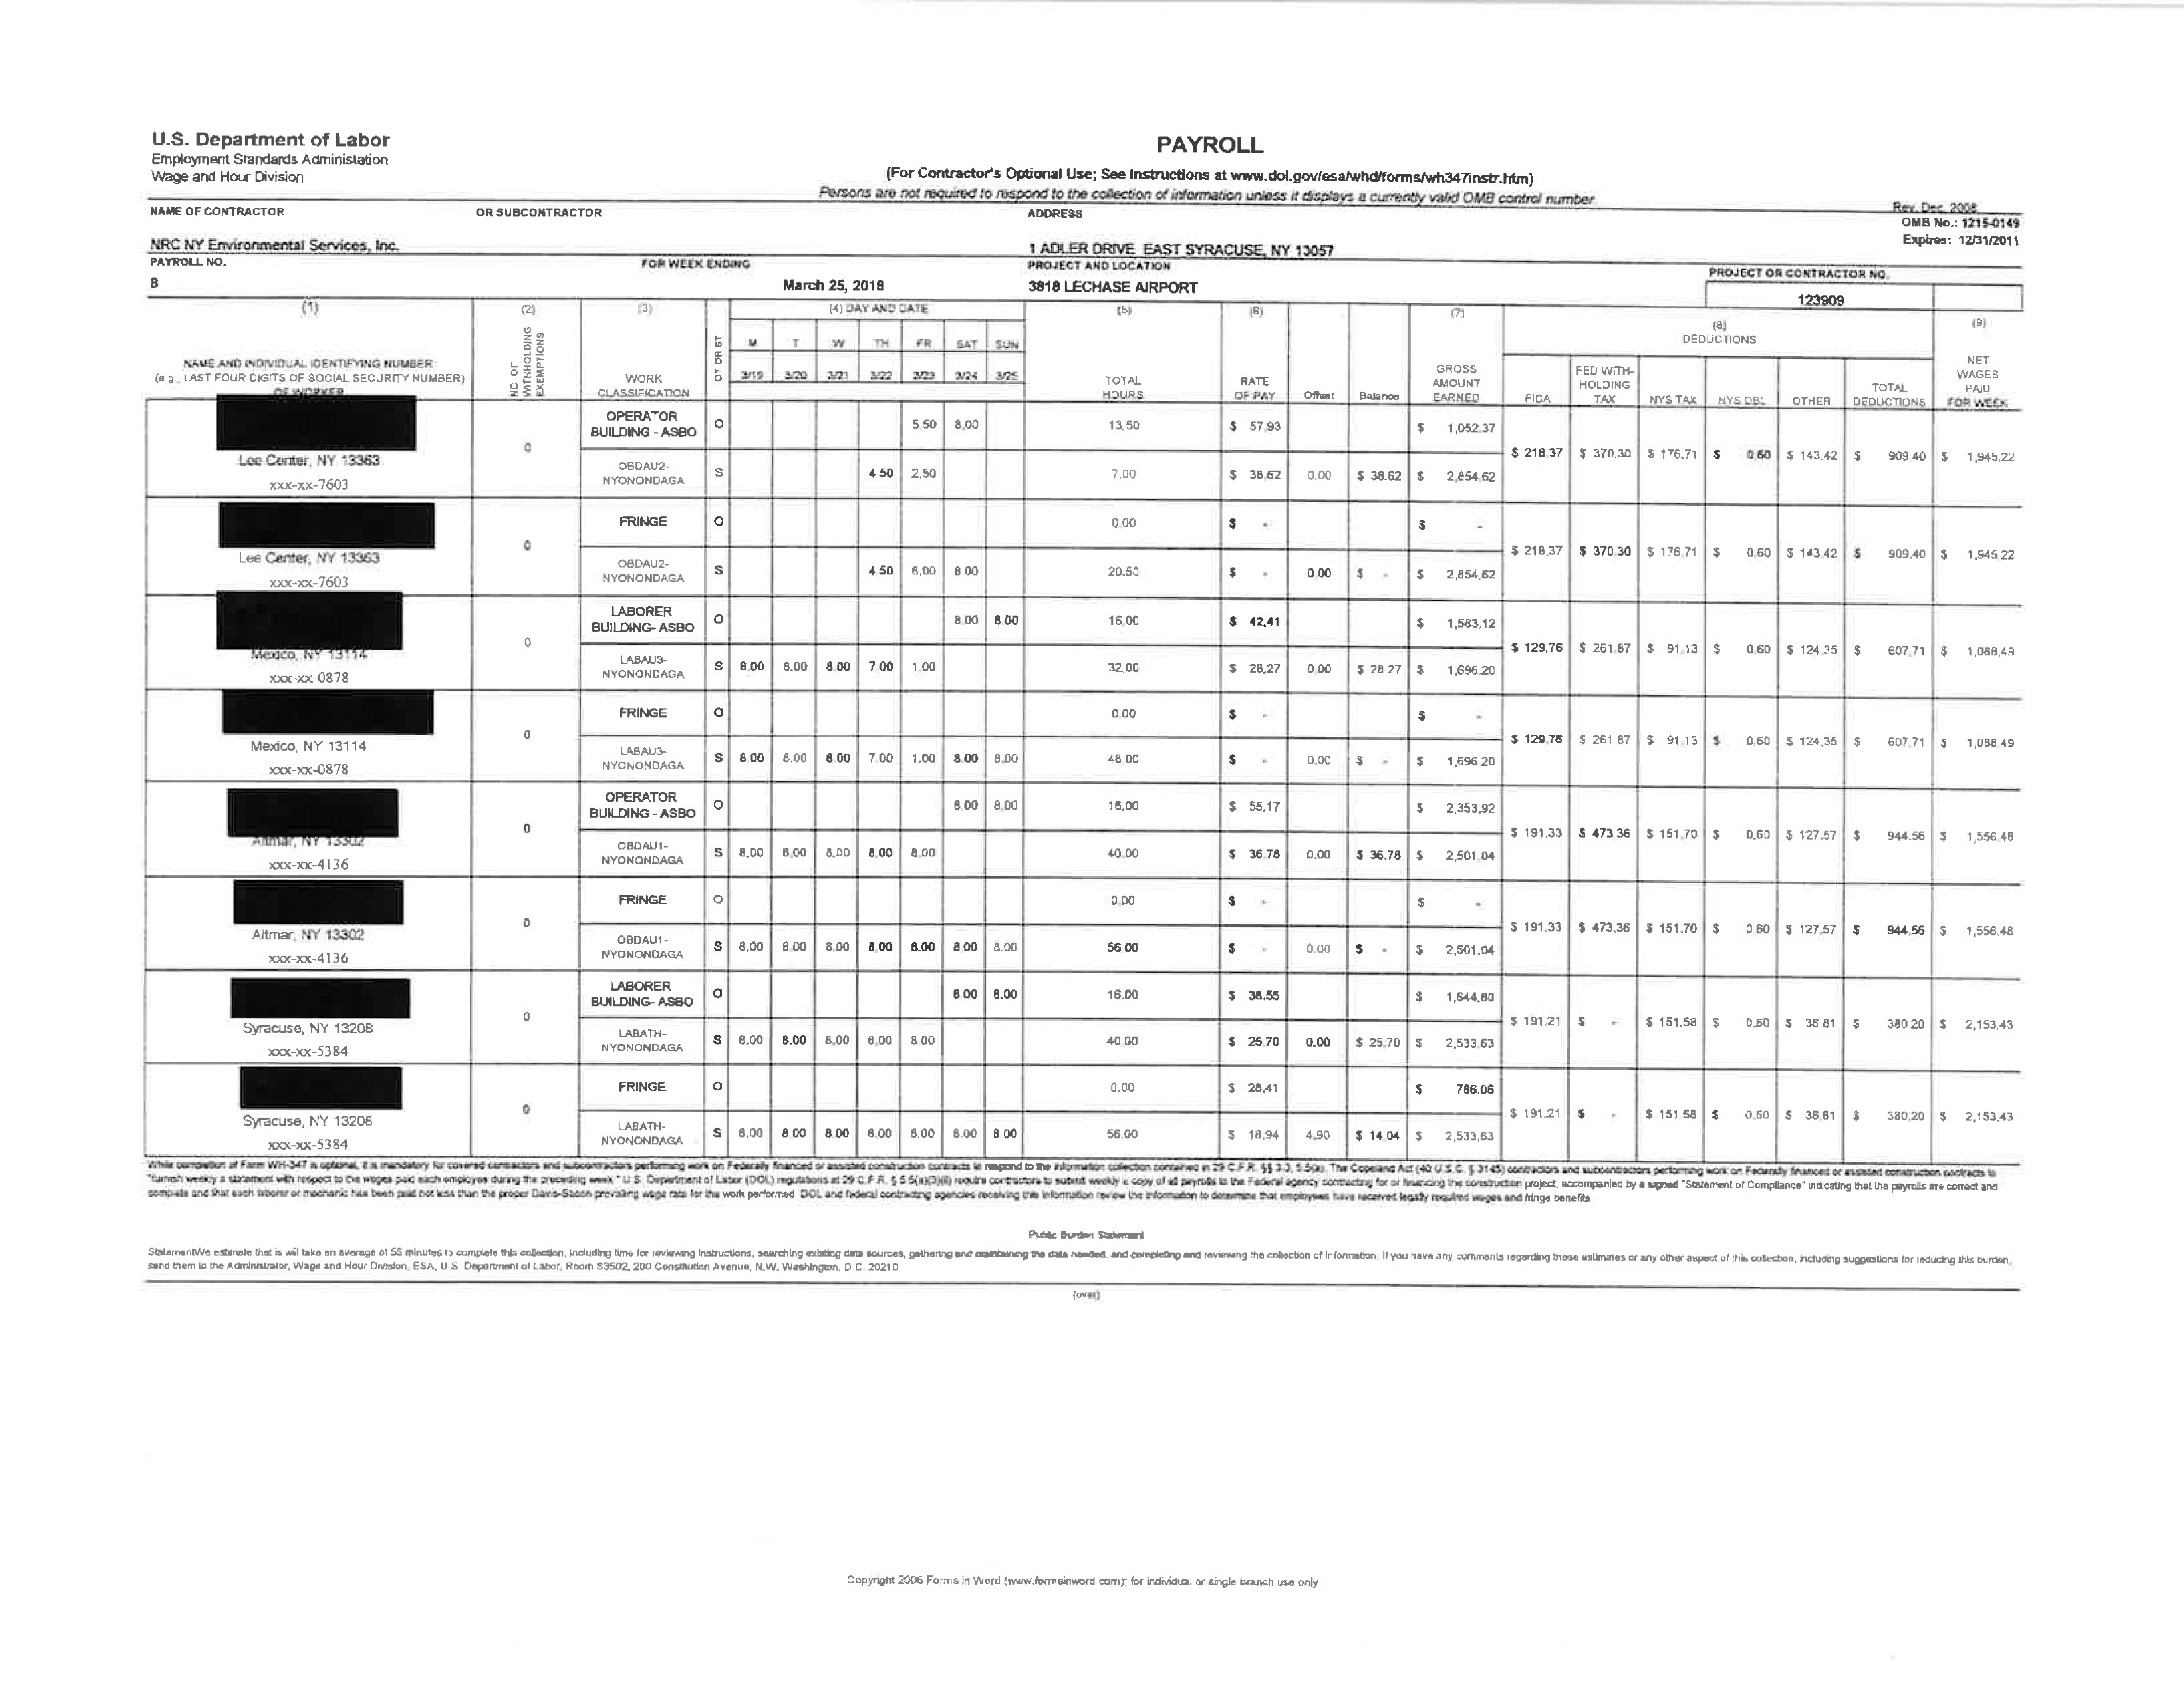 U.S. Department of Labor
Employment Standards Administation
Wage and Hour Division
PAYROLL
(For Contractor's Optional Use; See Instructions at www.dol.gov/esa/whd/forms/wh347instr.htm)
Persons are not required to respond to the collection of information unless it displays a currently valid OMB control number.
Rev. Dec. 2008
OMB No.: 1215-0149
Expires: 12/31/2011
NAME OF CONTRACTOR OR SUBCONTRACTOR ADDRESS
NRC NY Environmental Services, Inc. 1 ADLER DRIVE EAST SYRACUSE, NY 13057
PAYROLL NO. FOR WEEK ENDING PROJECT AND LOCATION PROJECT OR CONTRACTOR NO.
8 March 25, 2018 3818 LECHASE AIRPORT 123909
(1) (2) (3) (4) DAY AND DATE (5) (6) (7) (8) DEDUCTIONS (9)
NAME AND INDIVIDUAL IDENTIFYING NUMBER (e.g., LAST FOUR DIGITS OF SOCIAL SECURITY NUMBER) OF WORKER
NO OF WITHHOLDING EXEMPTIONS
WORK CLASSIFICATION
OT OR ST
M T W TH FR SAT SUN
3/19 3/20 3/21 3/22 3/23 3/24 3/25
TOTAL HOURS RATE OF PAY Offset Balance GROSS AMOUNT EARNED FICA FED WITH-HOLDING TAX NYS TAX NYS DBL OTHER TOTAL DEDUCTIONS NET WAGES PAID FOR WEEK
OPERATOR BUILDING - ASBO O 5.50 8.00 13.50 $ 57.93 $ 1,052.37
Lee Center, NY 13363 0 $ 218.37 $ 370.30 $ 176.71 $ 0.60 $ 143.42 $ 909.40 $ 1,945.22
xxx-xx-7603 OBDAU2-NYONONDAGA S 4.50 2.50 7.00 $ 38.62 0.00 $ 38.62 $ 2,854.62
FRINGE O 0.00 $ - $ -
Lee Center, NY 13363 0 $ 218.37 $ 370.30 $ 176.71 $ 0.60 $ 143.42 $ 909.40 $ 1,945.22
xxx-xx-7603 OBDAU2-NYONONDAGA S 4.50 8.00 8.00 20.50 $ - 0.00 $ - $ 2,854.62
LABORER BUILDING- ASBO O 8.00 8.00 16.00 $ 42.41 $ 1,583.12
Mexico, NY 13114 0 $ 129.76 $ 261.87 $ 91.13 $ 0.60 $ 124.35 $ 607.71 $ 1,088.49
xxx-xx-0878 LABAU3-NYONONDAGA S 8.00 8.00 8.00 7.00 1.00 32.00 $ 28.27 0.00 $ 28.27 $ 1,696.20
FRINGE O 0.00 $ - $ -
Mexico, NY 13114 0 $ 129.76 $ 261.87 $ 91.13 $ 0.60 $ 124.35 $ 607.71 $ 1,088.49
xxx-xx-0878 LABAU3-NYONONDAGA S 8.00 8.00 8.00 7.00 1.00 8.00 8.00 48.00 $ - 0.00 $ - $ 1,696.20
OPERATOR BUILDING - ASBO O 8.00 8.00 16.00 $ 55.17 $ 2,353.92
Altmar, NY 13302 0 $ 191.33 $ 473.36 $ 151.70 $ 0.60 $ 127.57 $ 944.56 $ 1,556.48
xxx-xx-4136 OBDAU1-NYONONDAGA S 8.00 8.00 8.00 8.00 8.00 40.00 $ 36.78 0.00 $ 36.78 $ 2,501.04
FRINGE O 0.00 $ - $ -
Altmar, NY 13302 0 $ 191.33 $ 473.36 $ 151.70 $ 0.60 $ 127.57 $ 944.56 $ 1,556.48
xxx-xx-4136 OBDAU1-NYONONDAGA S 8.00 8.00 8.00 8.00 8.00 8.00 8.00 56.00 $ - 0.00 $ - $ 2,501.04
LABORER BUILDING- ASBO O 8.00 8.00 16.00 $ 38.55 $ 1,644.80
Syracuse, NY 13208 0 $ 191.21 $ - $ 151.58 $ 0.60 $ 36.81 $ 380.20 $ 2,153.43
xxx-xx-5384 LABATH-NYONONDAGA S 8.00 8.00 8.00 8.00 8.00 40.00 $ 25.70 0.00 $ 25.70 $ 2,533.63
FRINGE O 0.00 $ 28.41 $ 786.06
Syracuse, NY 13208 0 $ 191.21 $ - $ 151.58 $ 0.60 $ 36.81 $ 380.20 $ 2,153.43
xxx-xx-5384 LABATH-NYONONDAGA S 8.00 8.00 8.00 8.00 8.00 8.00 8.00 56.00 $ 18.94 4.90 $ 14.04 $ 2,533.63
While completion of Form WH-347 is optional, it is mandatory for covered contractors and subcontractors performing work on Federally financed or assisted construction contracts to respond to the information collection contained in 29 C.F.R. §§ 3.3, 5.5(a). The Copeland Act (40 U.S.C. § 3145) contractors and subcontractors performing work on Federally financed or assisted construction contracts to
"furnish weekly a statement with respect to the wages paid each employee during the preceding week." U.S. Department of Labor (DOL) regulations at 29 C.F.R. § 5.5(a)(3)(ii) require contractors to submit weekly a copy of all payrolls to the Federal agency contracting for or financing the construction project, accompanied by a signed "Statement of Compliance" indicating that the payrolls are correct and
complete and that each laborer or mechanic has been paid not less than the proper Davis-Bacon prevailing wage rate for the work performed. DOL and federal contracting agencies receiving this information review the information to determine that employees have received legally required wages and fringe benefits
Public Burden Statement
StatementWe estimate that is will take an average of 55 minutes to complete this collection, including time for reviewing instructions, searching existing data sources, gathering and maintaining the data needed, and completing and reviewing the collection of information. If you have any comments regarding these estimates or any other aspect of this collection, including suggestions for reducing this burden,
send them to the Administrator, Wage and Hour Division, ESA, U.S. Department of Labor, Room S3502, 200 Constitution Avenue, N.W. Washington, D.C. 20210
(over)
Copyright 2006 Forms in Word (www.formsinword.com); for individual or single branch use only